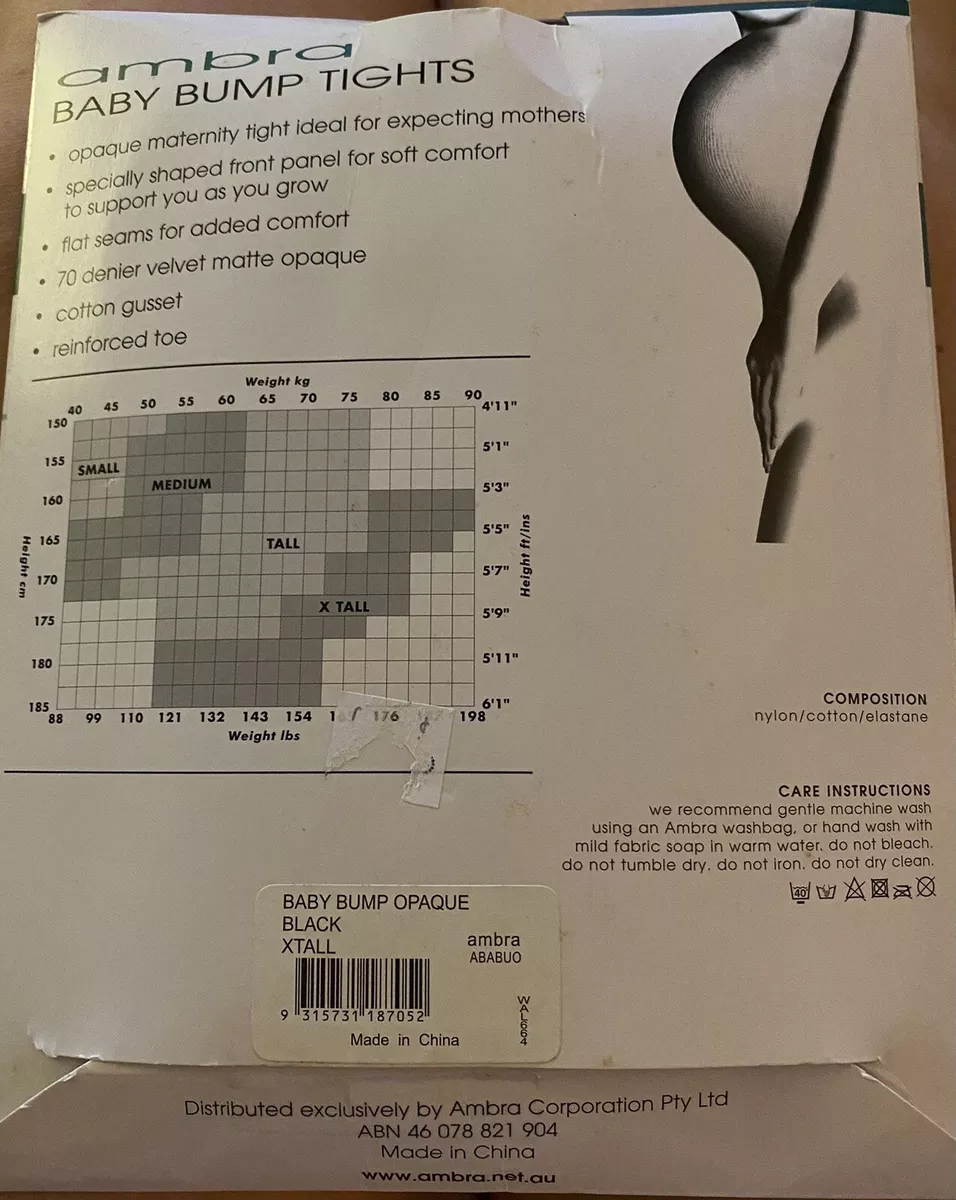 ambra
BABY BUMP TIGHTS
• opaque maternity tight ideal for expecting mothers
• specially shaped front panel for soft comfort
to support you as you grow
• flat seams for added comfort
• 70 denier velvet matte opaque
• cotton gusset
• reinforced toe
Weight kg
40 45 50 55 60 65 70 75 80 85 90
150 4'11"
5'1"
155 SMALL
MEDIUM 5'3"
160
5'5"
165 TALL
Height cm
Height ft/ins
170 5'7"
X TALL 5'9"
175
180 5'11"
185 6'1"
88 99 110 121 132 143 154 176 198
Weight lbs
COMPOSITION
nylon/cotton/elastane
CARE INSTRUCTIONS
we recommend gentle machine wash
using an Ambra washbag, or hand wash with
mild fabric soap in warm water. do not bleach.
do not tumble dry. do not iron. do not dry clean.
40
BABY BUMP OPAQUE
BLACK
XTALL
ambra
ABABUO
WAL664
9 315731 187052
Made in China
Distributed exclusively by Ambra Corporation Pty Ltd
ABN 46 078 821 904
Made in China
www.ambra.net.au